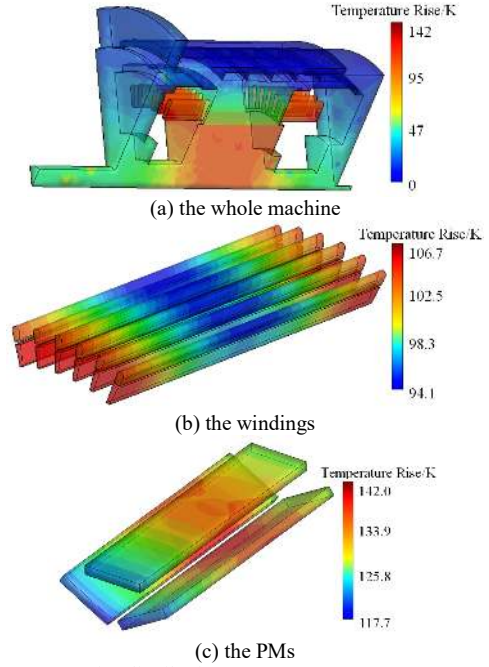 Temperature Rise/K
142
95
47
0
(a) the whole machine
Temperature Rise/K
106.7
102.5
98.3
94.1
(b) the windings
Temperature Rise/K
142.0
133.9
125.8
117.7
(c) the PMs